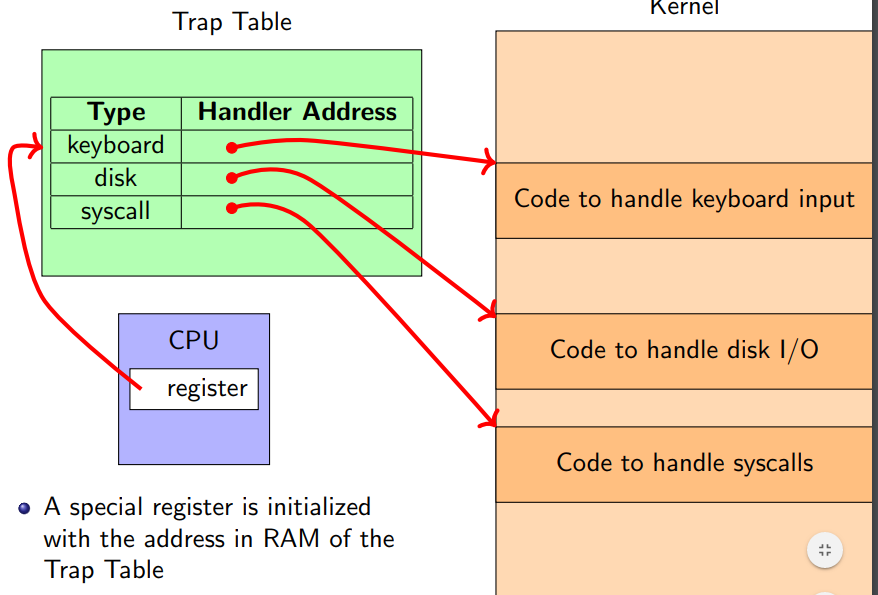 Trap Table
Kernel
Type Handler Address
keyboard
disk
syscall
Code to handle keyboard input
Code to handle disk I/O
Code to handle syscalls
CPU
register
A special register is initialized
with the address in RAM of the
Trap Table